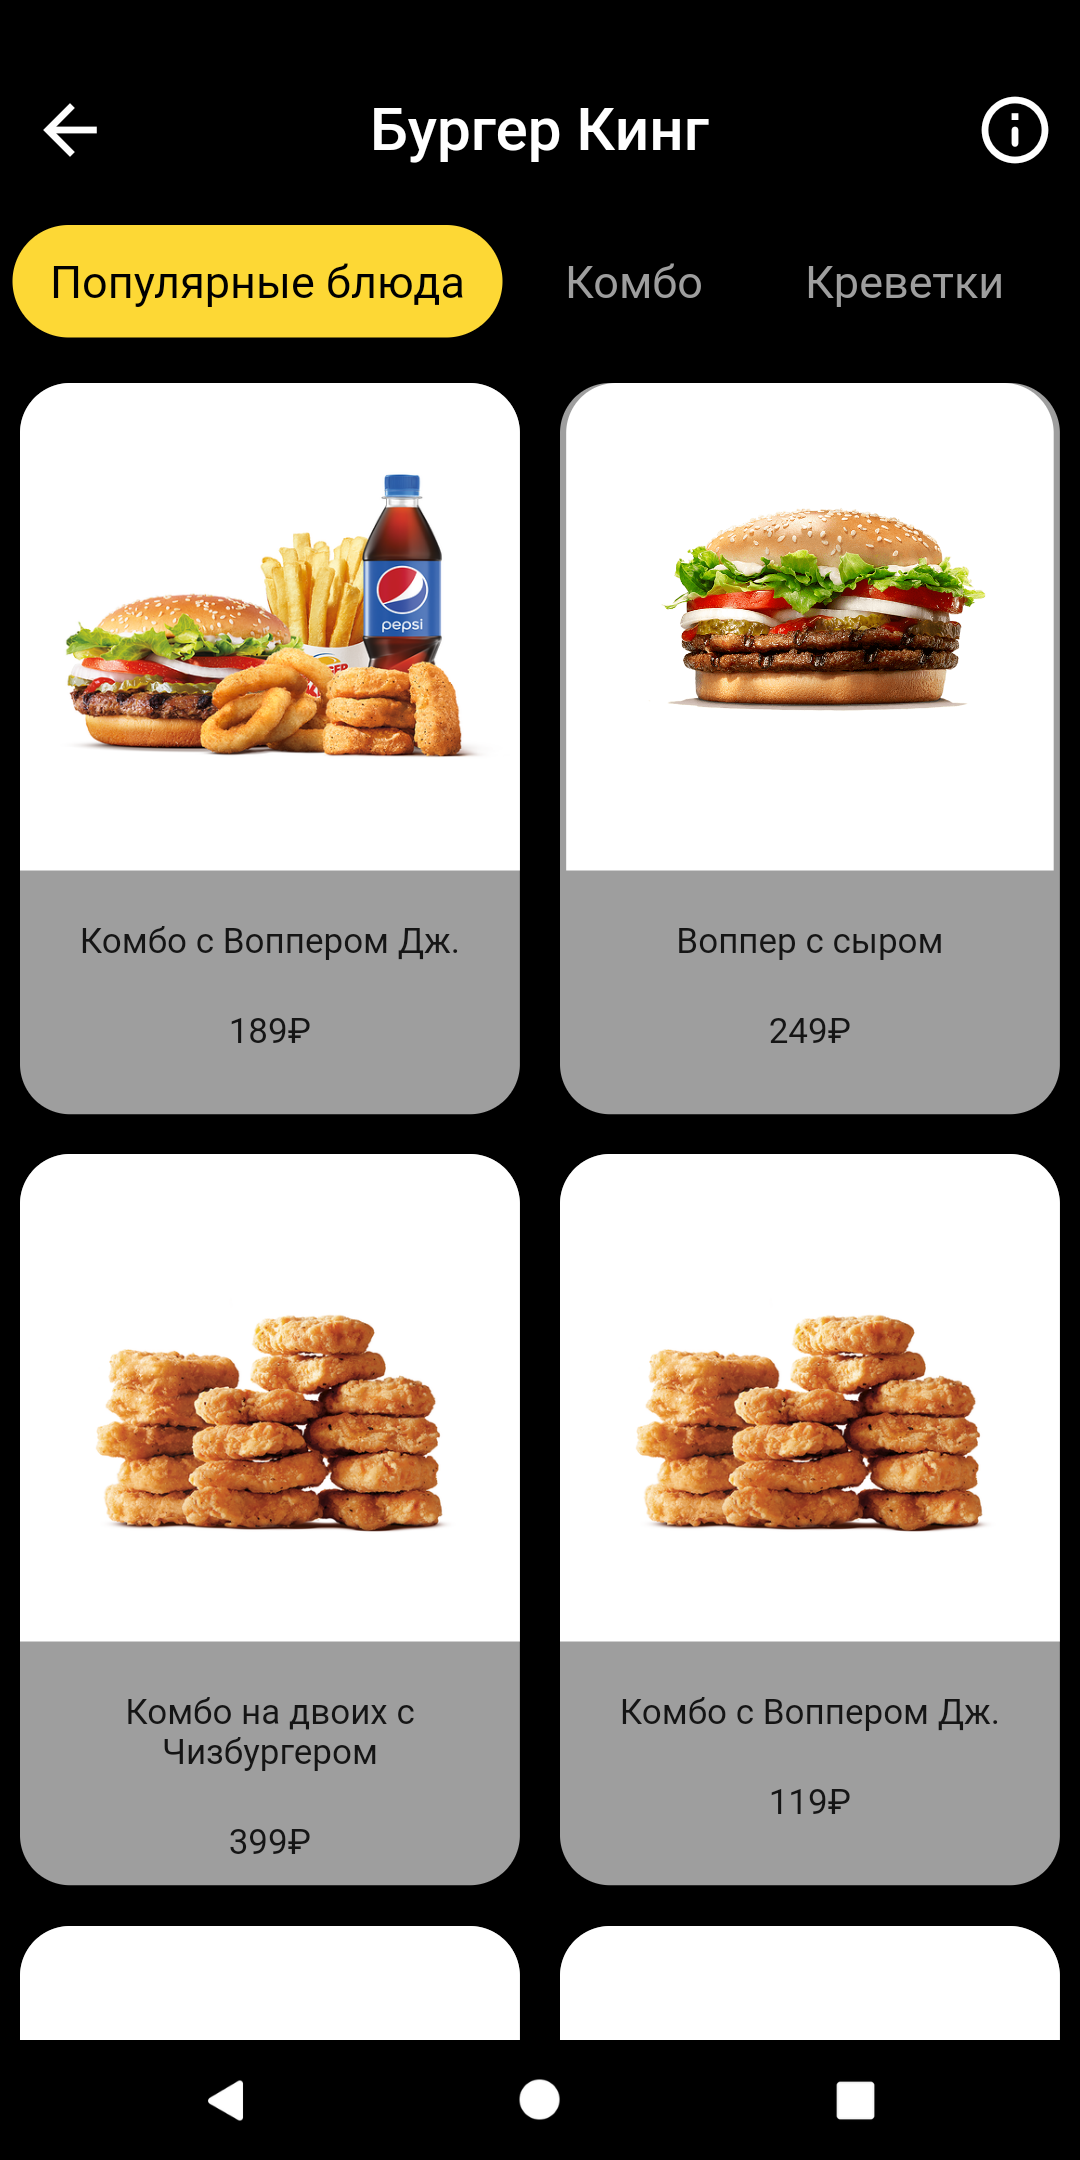 Бургер Кинг
Популярные блюда
Комбо
Креветки
pepsi
Комбо с Воппером Дж.
189₽
Воппер с сыром
249₽
Комбо на двоих с
Чизбургером
399₽
Комбо с Воппером Дж.
119₽